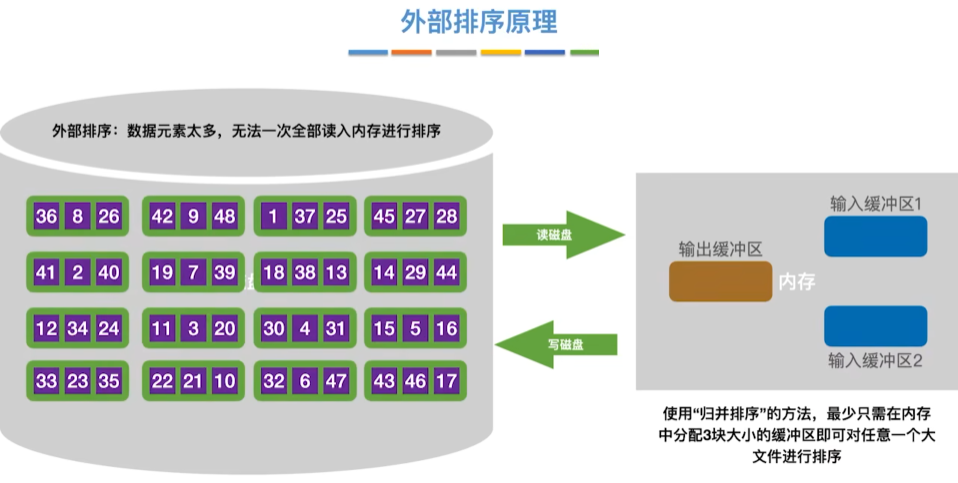 外部排序原理
外部排序：数据元素太多，无法一次全部读入内存进行排序
36 8 26 42 9 48 1 37 25 45 27 28
41 2 40 19 7 39 18 38 13 14 29 44
12 34 24 11 3 20 30 4 31 15 5 16
33 23 35 22 21 10 32 6 47 43 46 17
读磁盘
写磁盘
输入缓冲区1
输出缓冲区
内存
输入缓冲区2
使用“归并排序”的方法，最少只需在内存
中分配3块大小的缓冲区即可对任意一个大
文件进行排序